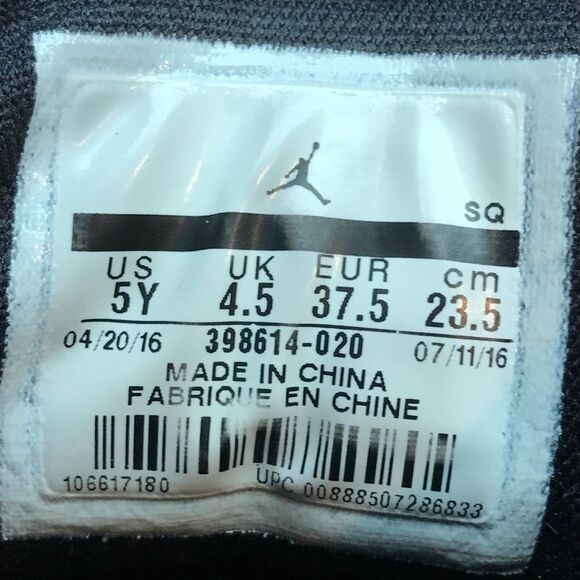 SQ
US UK EUR cm
5Y 4.5 37.5 23.5
04/20/16 398614-020 07/11/16
MADE IN CHINA
FABRIQUE EN CHINE
106617180 UPC 00888507286833